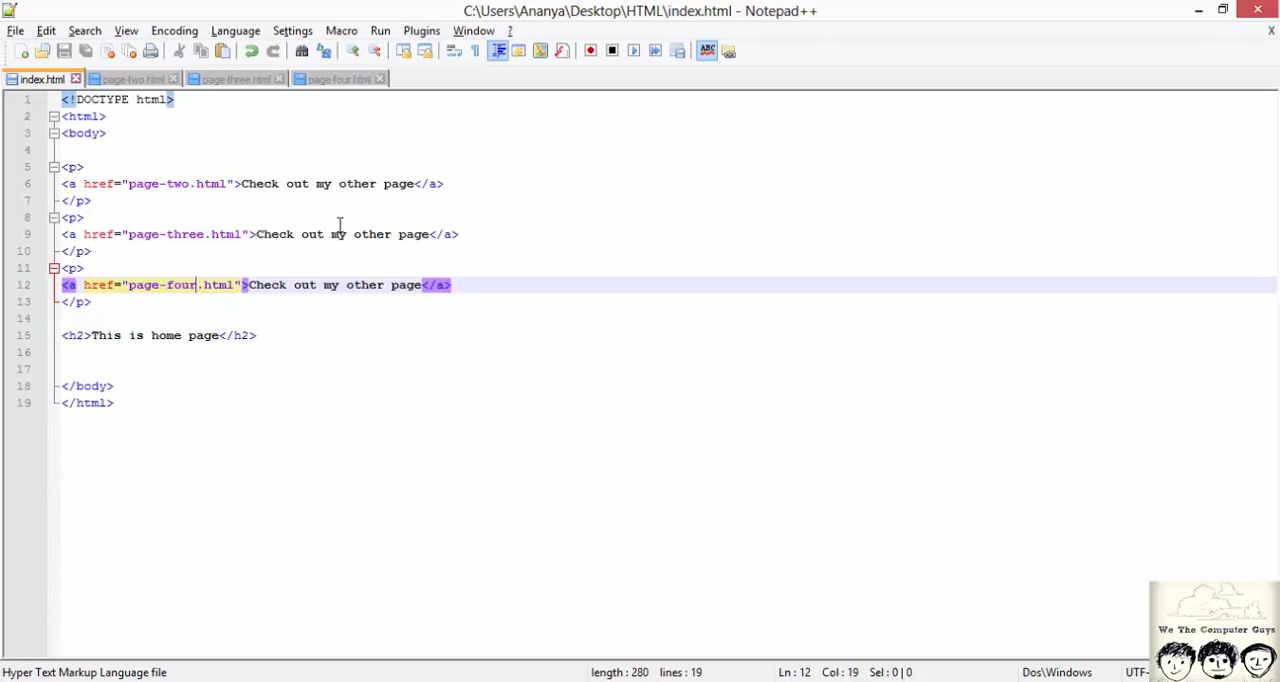 C:\Users\Ananya\Desktop\HTML\index.html - Notepad++
File Edit Search View Encoding Language Settings Macro Run Plugins Window ?
X
index.html page-two.html page-three.html page-four.html
1 <!DOCTYPE html>
2 <html>
3 <body>
4
5 <p>
6 <a href="page-two.html">Check out my other page</a>
7 </p>
8 <p>
9 <a href="page-three.html">Check out my other page</a>
10 </p>
11 <p>
12 <a href="page-four.html">Check out my other page</a>
13 </p>
14
15 <h2>This is home page</h2>
16
17
18 </body>
19 </html>
We The Computer Guys
Hyper Text Markup Language file length : 280 lines : 19 Ln : 12 Col : 19 Sel : 0 | 0 Dos\Windows UTF-